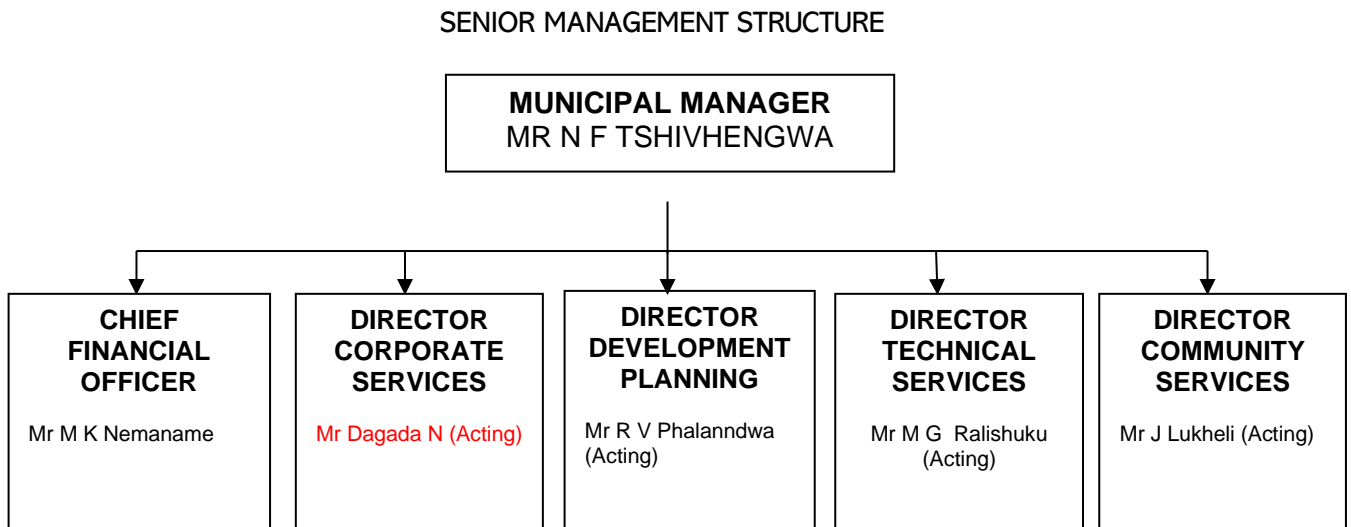 SENIOR MANAGEMENT STRUCTURE
MUNICIPAL MANAGER
MR N F TSHIVHENGWA
CHIEF
FINANCIAL
OFFICER
Mr M K Nemaname
DIRECTOR
CORPORATE
SERVICES
Mr Dagada N (Acting)
DIRECTOR
DEVELOPMENT
PLANNING
Mr R V Phalanndwa
(Acting)
DIRECTOR
TECHNICAL
SERVICES
Mr M G Ralishuku
(Acting)
DIRECTOR
COMMUNITY
SERVICES
Mr J Lukheli (Acting)